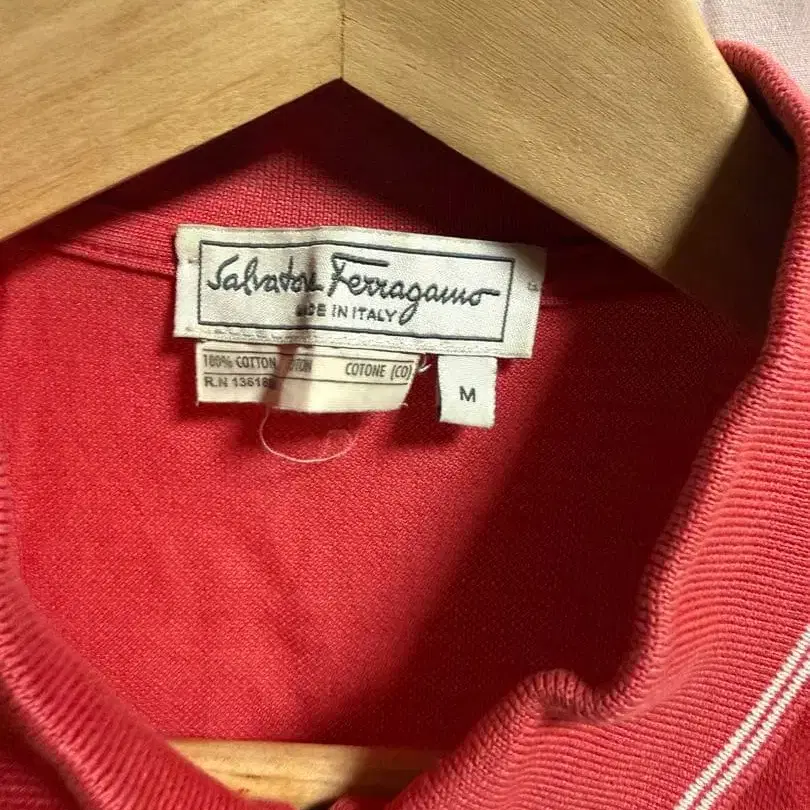 Salvatore Ferragamo
MADE IN ITALY
100% COTTON COTONE (CO)
R.N
M